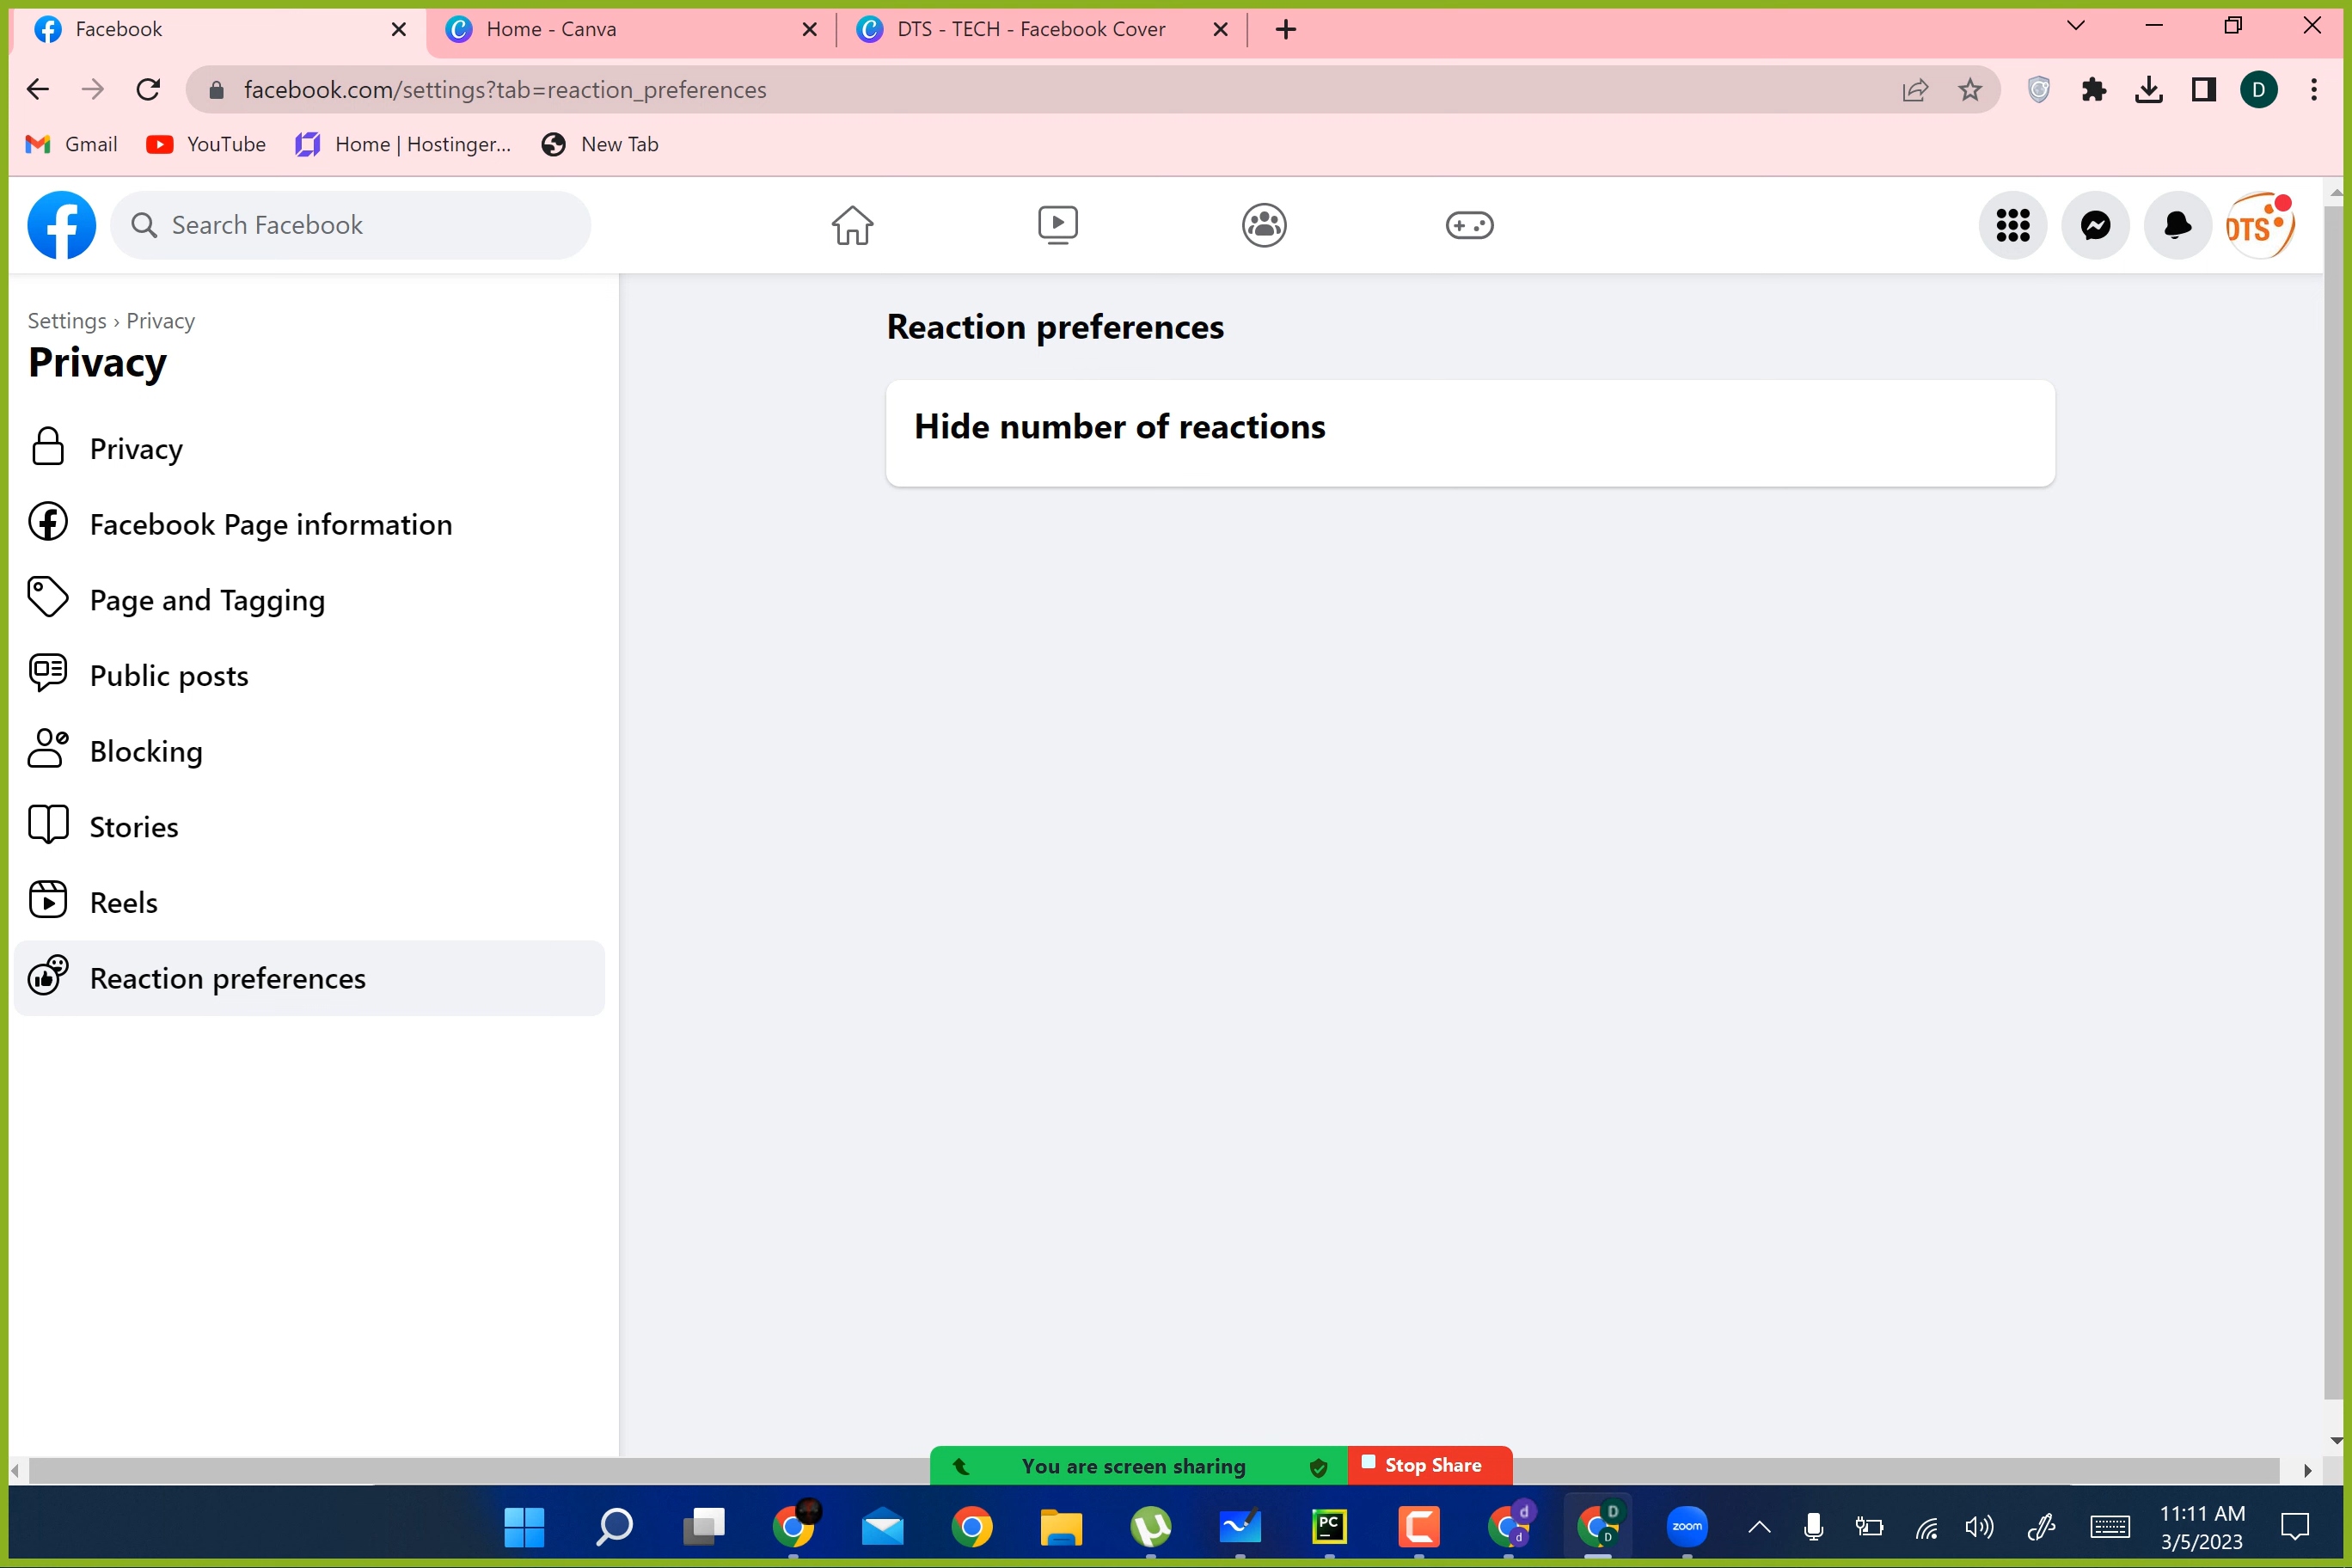 Facebook
Home - Canva
DTS - TECH - Facebook Cover
facebook.com/settings?tab=reaction_preferences
D
Gmail
YouTube
Home | Hostinger...
New Tab
Search Facebook
DTS
Settings › Privacy
Privacy
Privacy
Facebook Page information
Page and Tagging
Public posts
Blocking
Stories
Reels
Reaction preferences
Reaction preferences
Hide number of reactions
You are screen sharing
Stop Share
PC
d
d
D
D
zoom
11:11 AM
3/5/2023